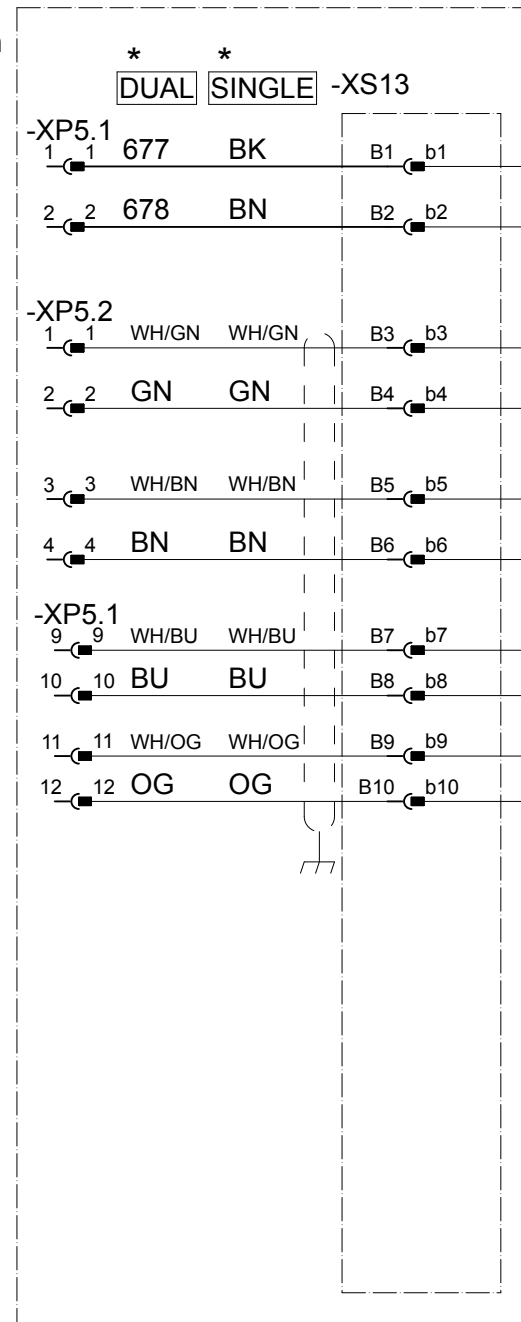 * *
DUAL SINGLE -XS13
-XP5.1
1 1 677 BK B1 b1
2 2 678 BN B2 b2
-XP5.2
1 1 WH/GN WH/GN B3 b3
2 2 GN GN B4 b4
3 3 WH/BN WH/BN B5 b5
4 4 BN BN B6 b6
-XP5.1
9 9 WH/BU WH/BU B7 b7
10 10 BU BU B8 b8
11 11 WH/OG WH/OG B9 b9
12 12 OG OG B10 b10